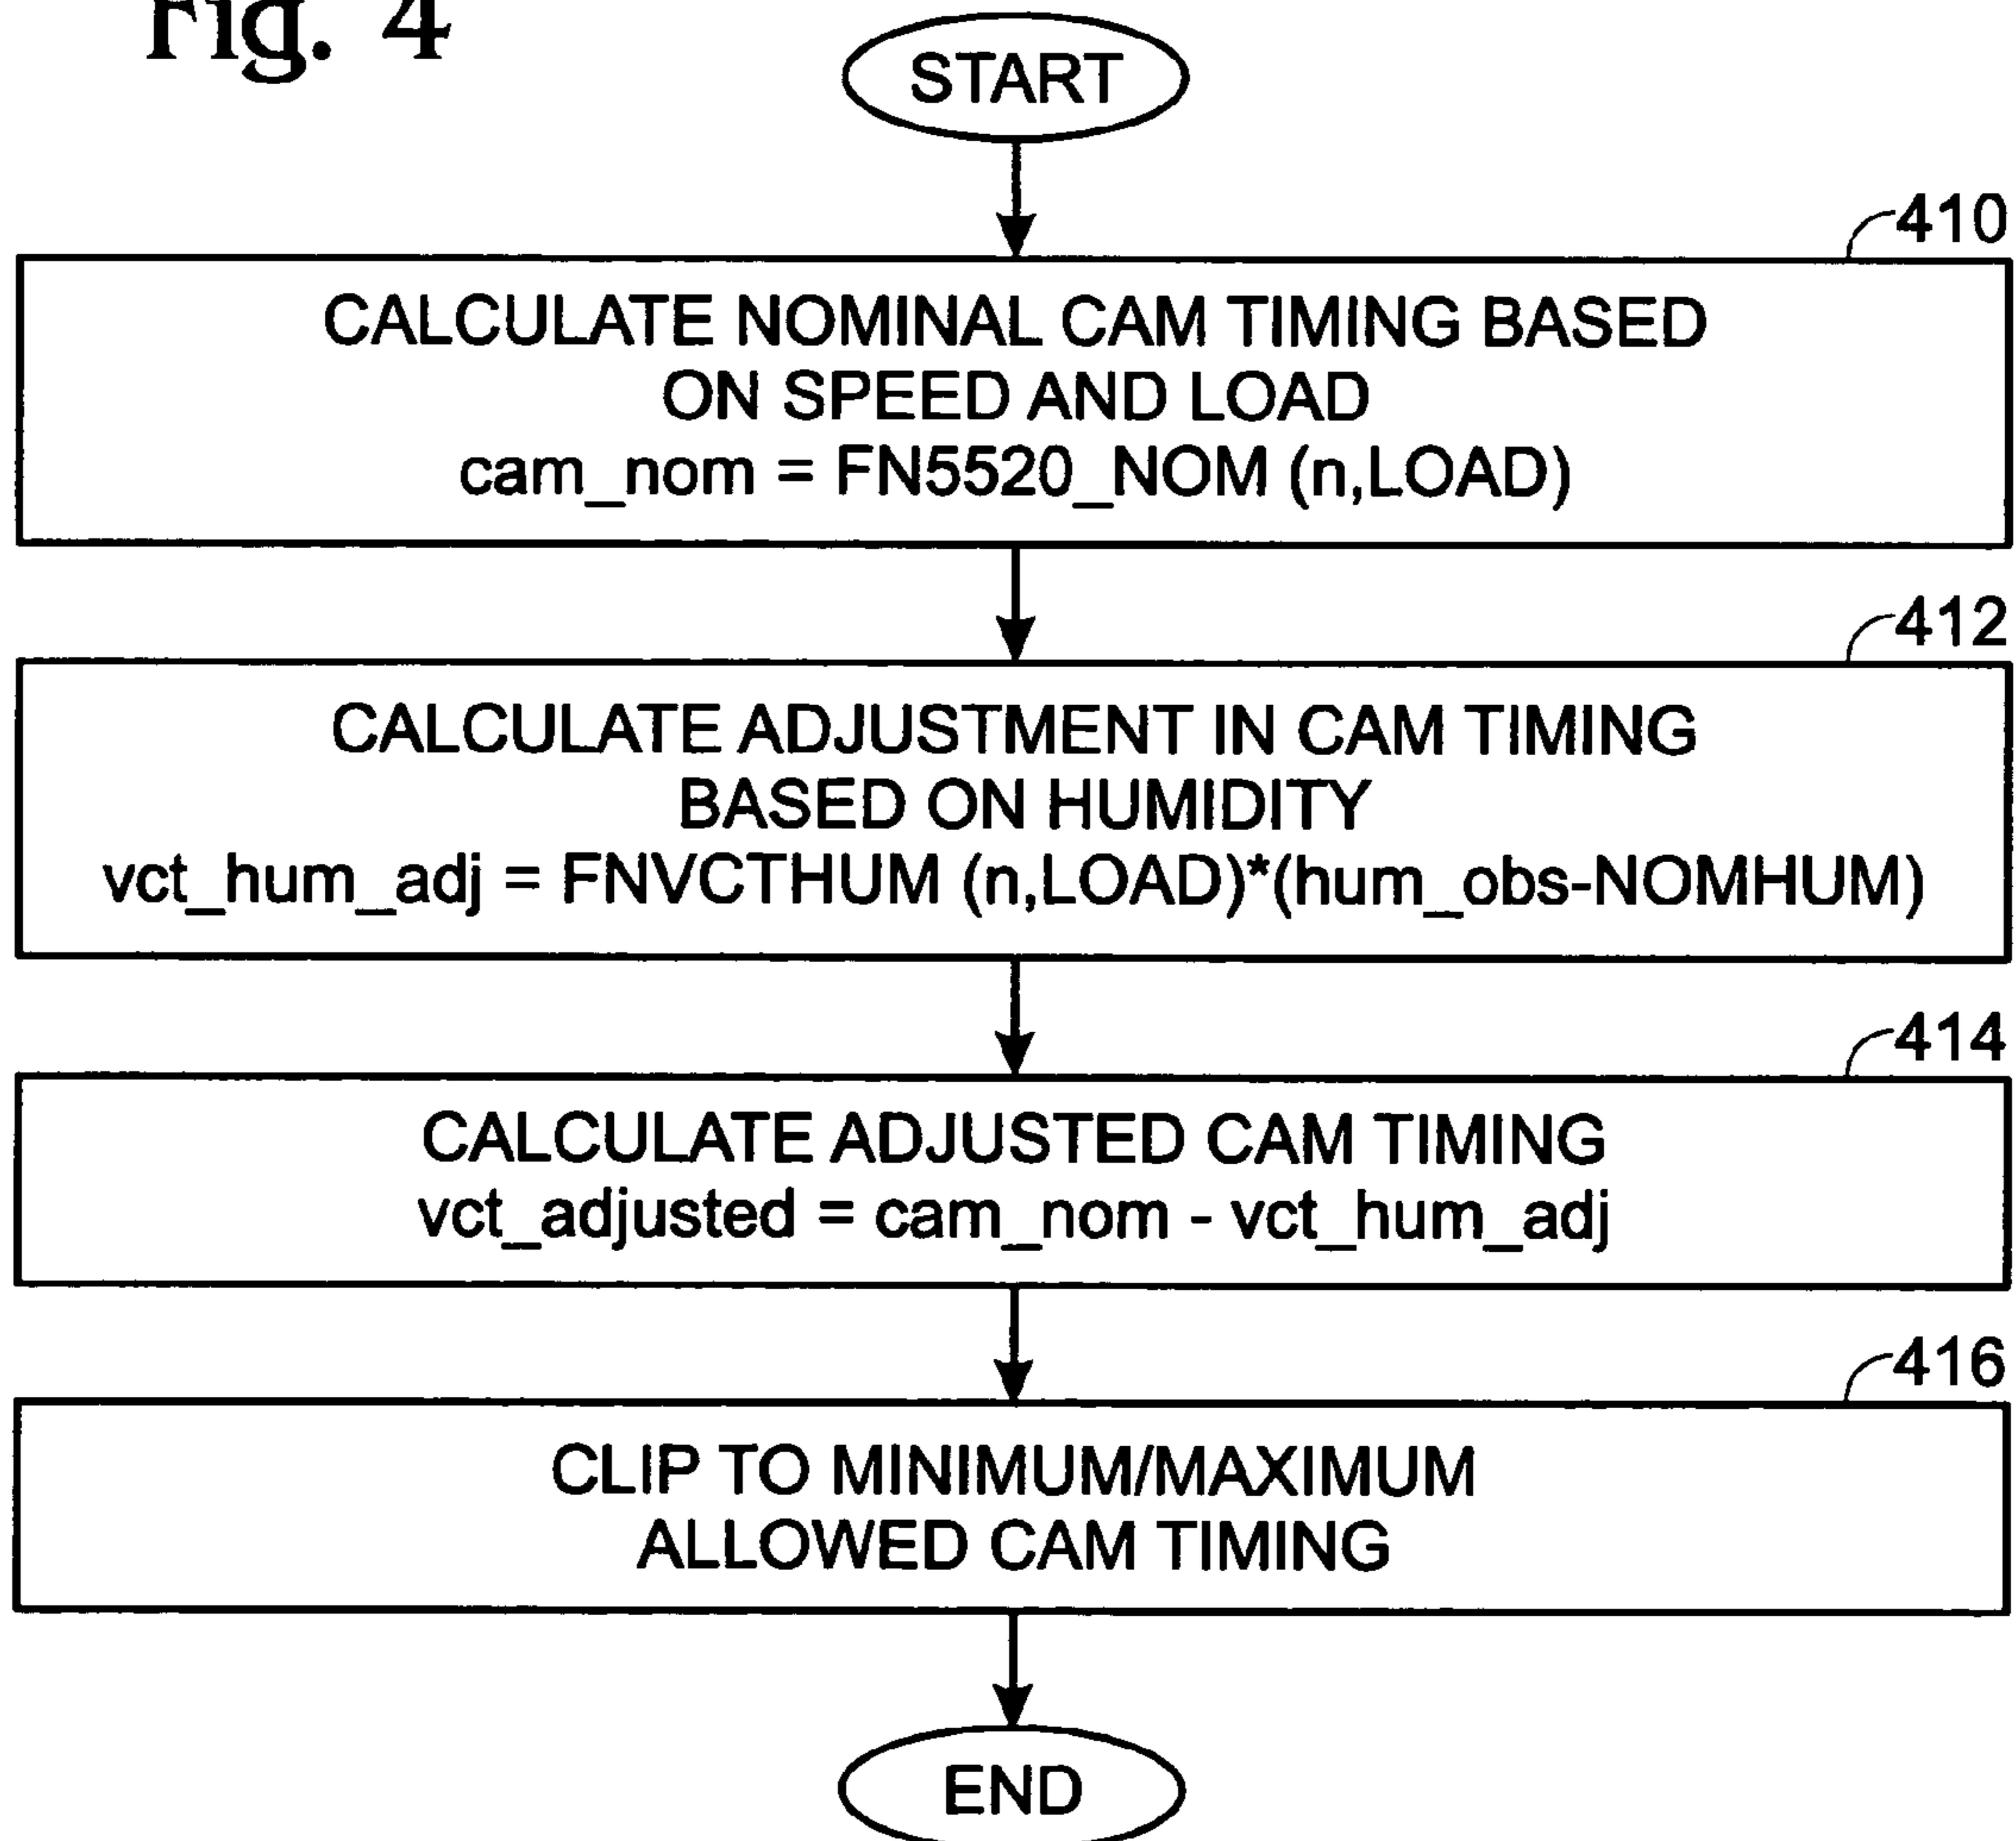 Fig. 4
START
410
CALCULATE NOMINAL CAM TIMING BASED
ON SPEED AND LOAD
cam_nom = FN5520_NOM (n,LOAD)
412
CALCULATE ADJUSTMENT IN CAM TIMING
BASED ON HUMIDITY
vct_hum_adj = FNVCTHUM (n,LOAD)*(hum_obs-NOMHUM)
414
CALCULATE ADJUSTED CAM TIMING
vct_adjusted = cam_nom - vct_hum_adj
416
CLIP TO MINIMUM/MAXIMUM
ALLOWED CAM TIMING
END